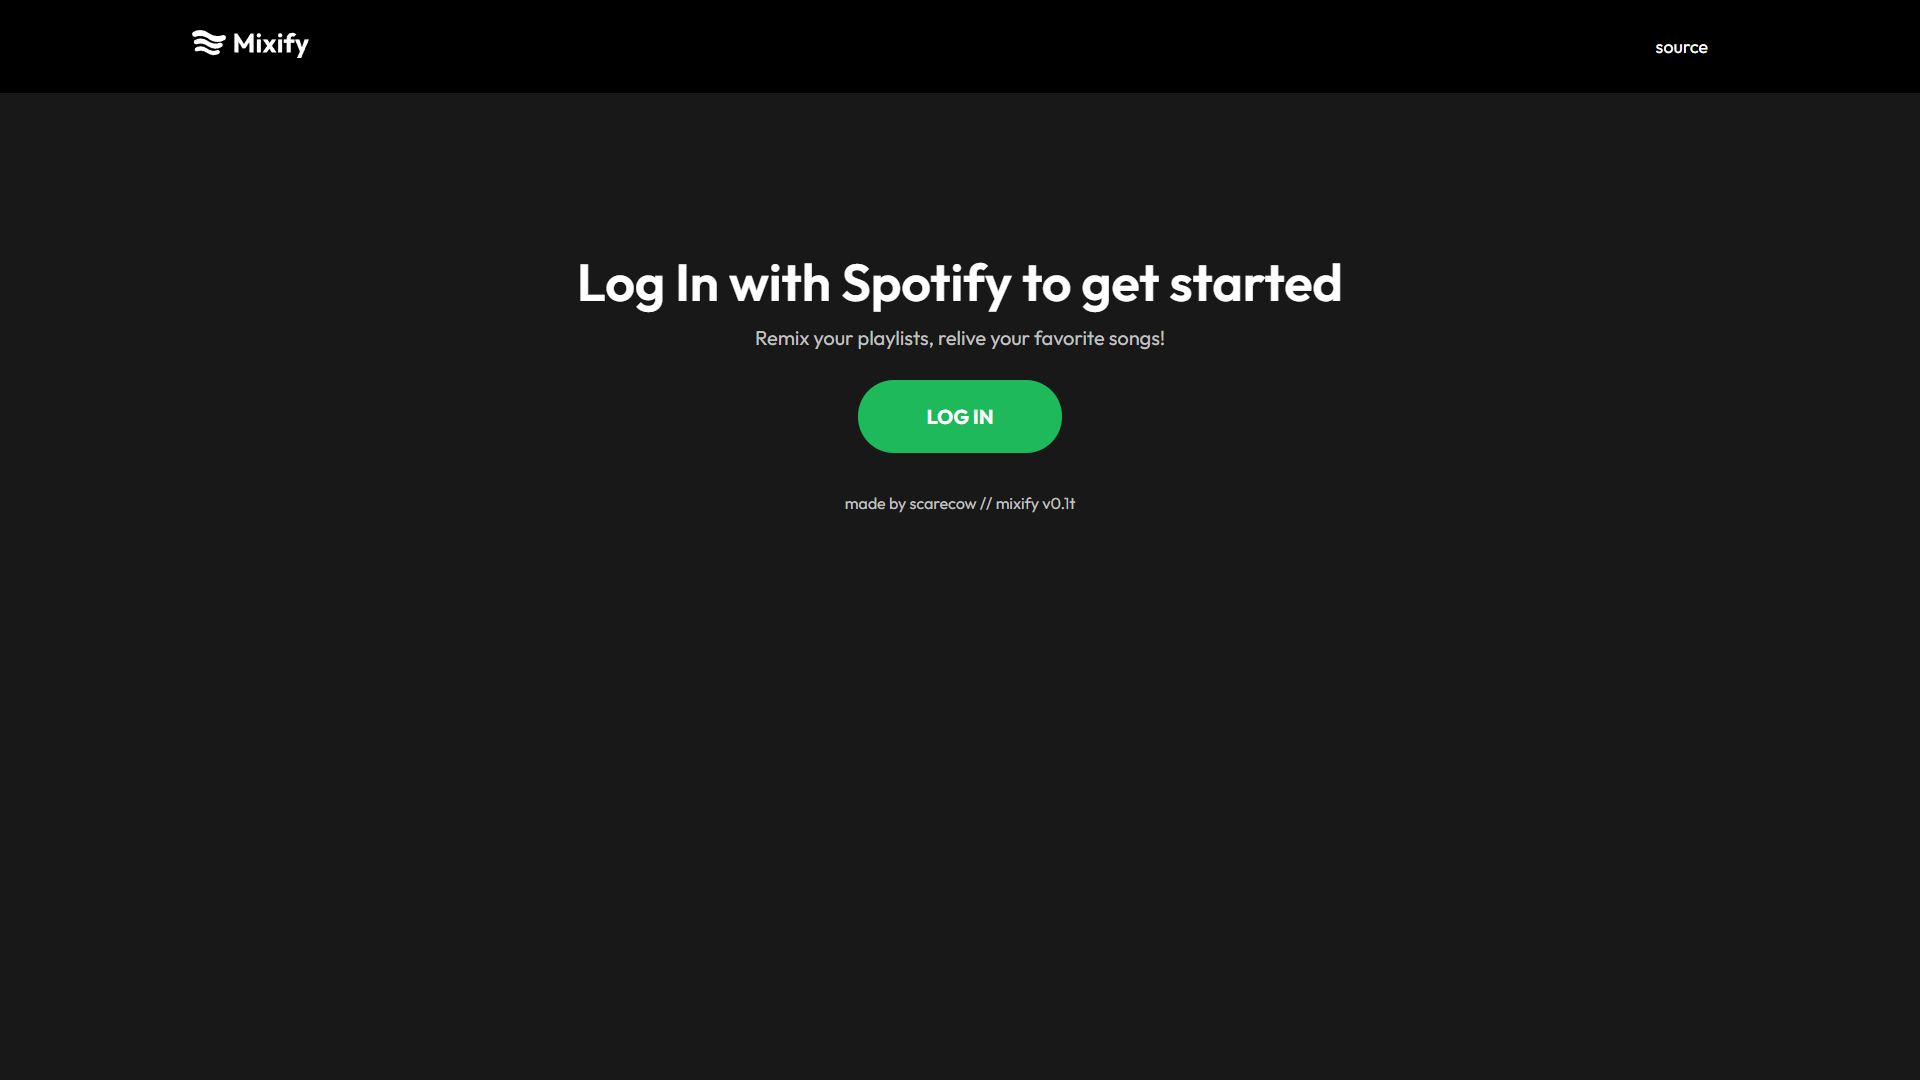 Mixify
source
Log In with Spotify to get started
Remix your playlists, relive your favorite songs!
LOG IN
made by scarecow // mixify v0.1t